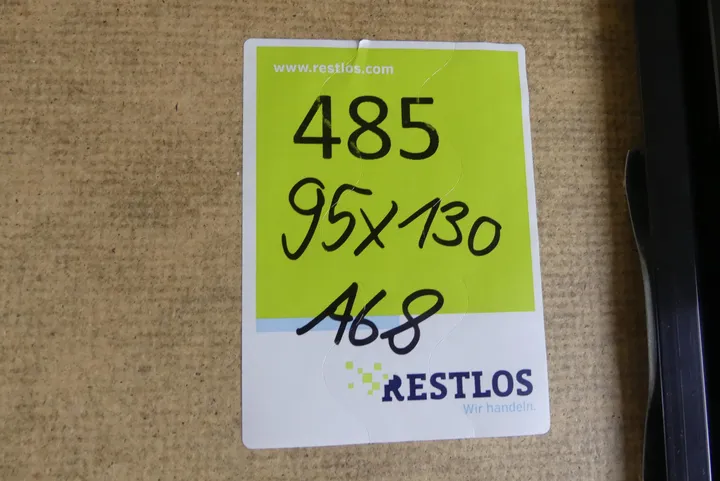 www.restlos.com
485
95x130
A68
RESTLOS
Wir handeln.